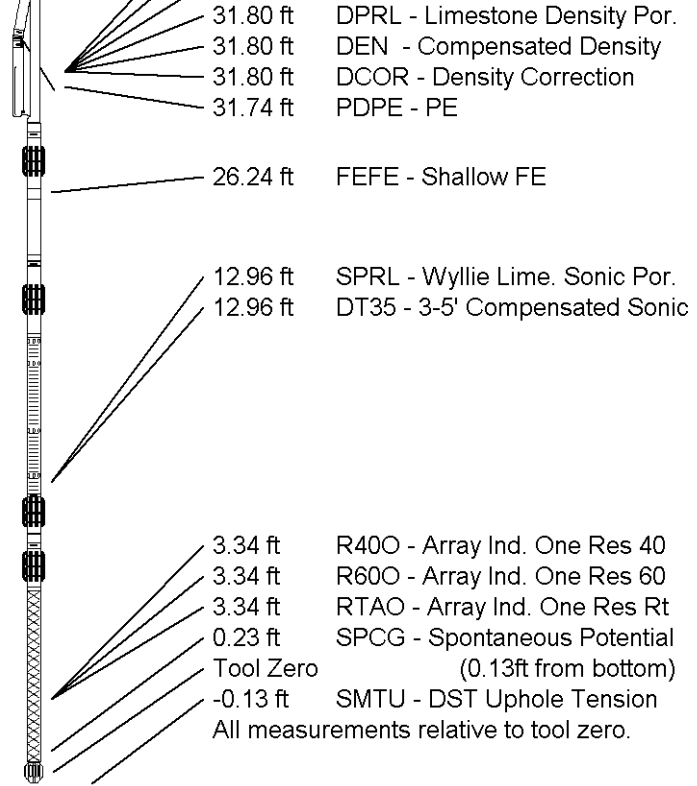 31.80 ft DPRL - Limestone Density Por.
31.80 ft DEN - Compensated Density
31.80 ft DCOR - Density Correction
31.74 ft PDPE - PE
26.24 ft FEFE - Shallow FE
12.96 ft SPRL - Wyllie Lime. Sonic Por.
12.96 ft DT35 - 3-5' Compensated Sonic
3.34 ft R40O - Array Ind. One Res 40
3.34 ft R60O - Array Ind. One Res 60
3.34 ft RTAO - Array Ind. One Res Rt
0.23 ft SPCG - Spontaneous Potential
Tool Zero (0.13ft from bottom)
-0.13 ft SMTU - DST Uphole Tension
All measurements relative to tool zero.